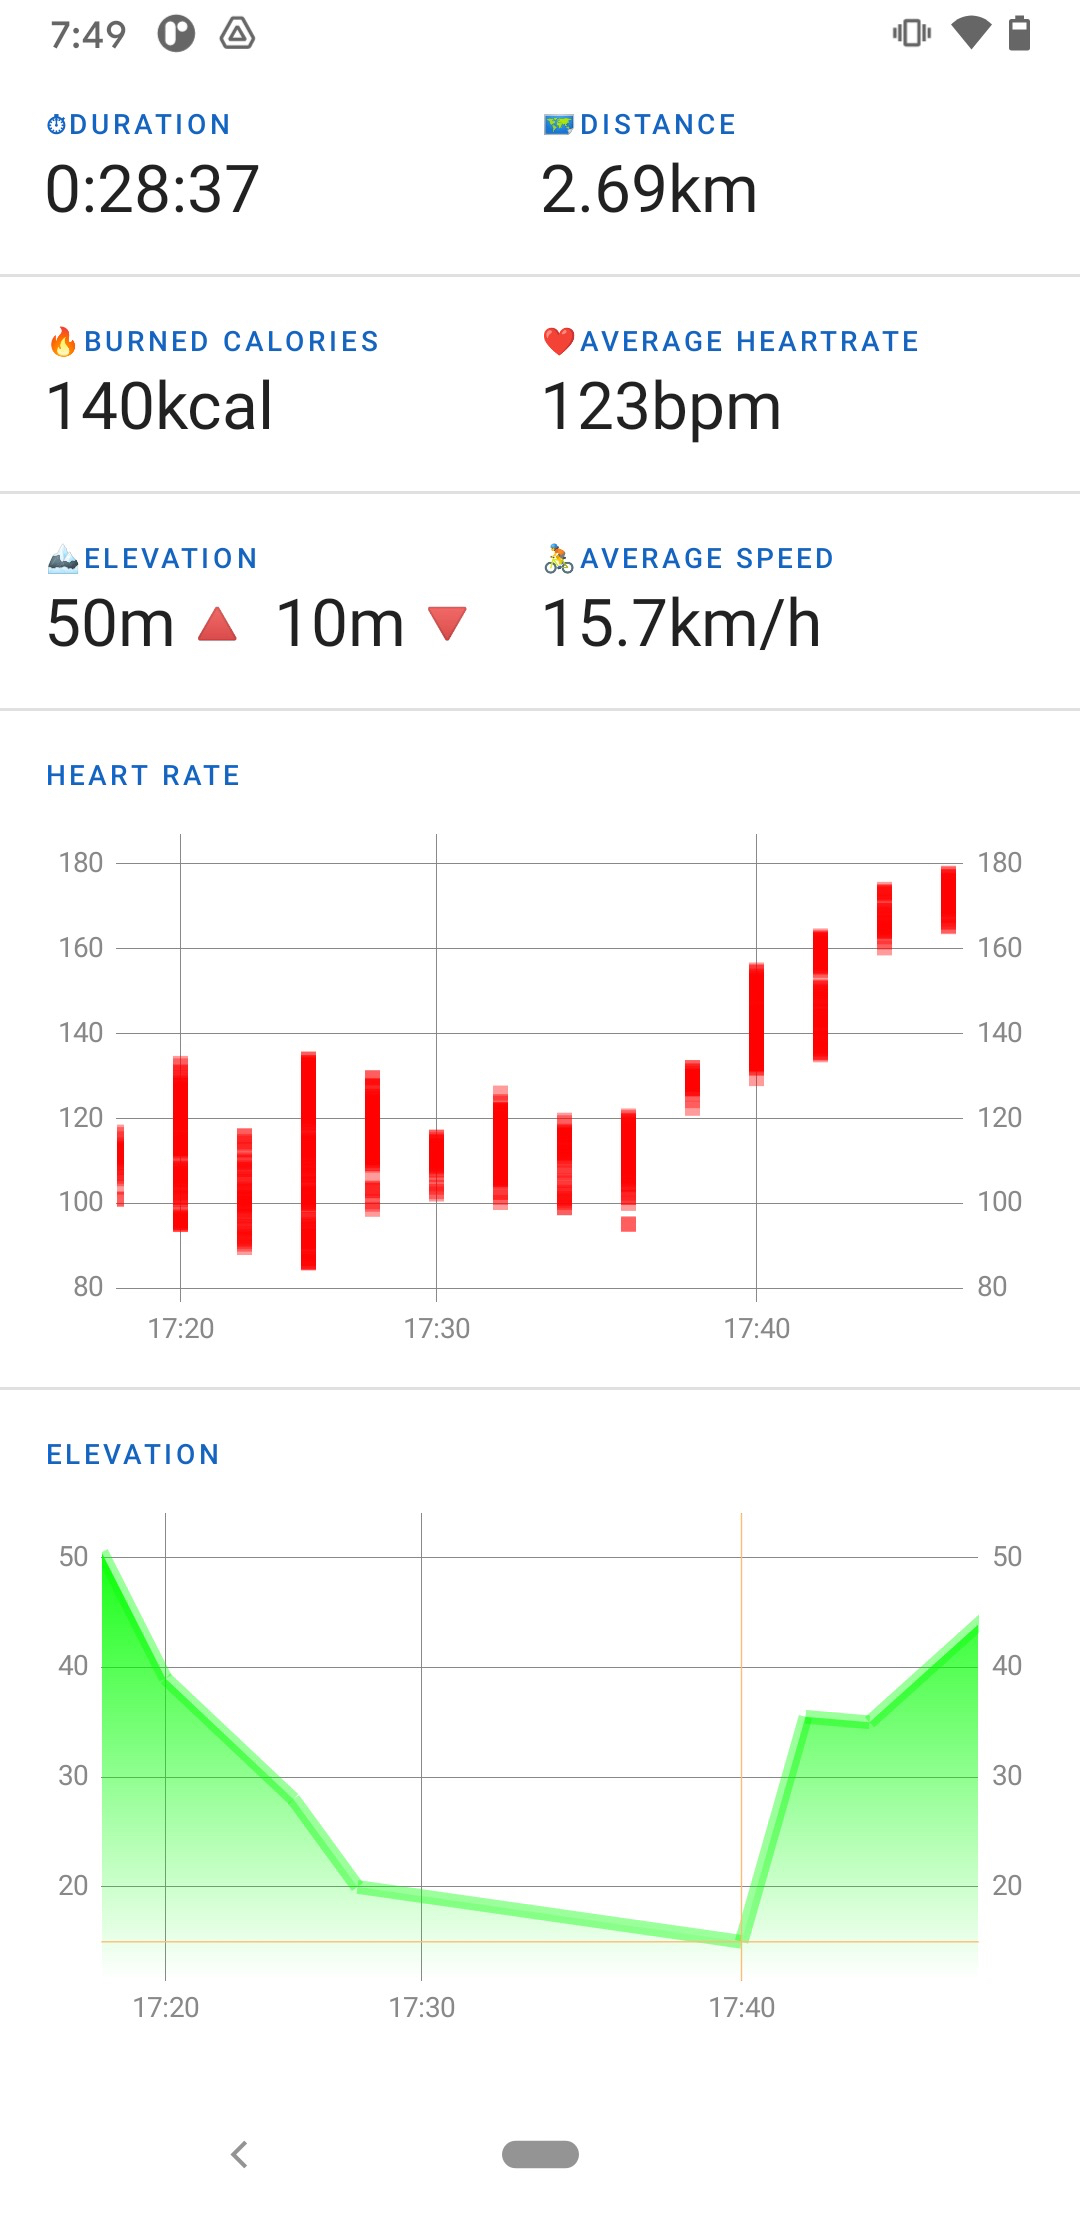 7:49
DURATION DISTANCE
0:28:37 2.69km
BURNED CALORIES AVERAGE HEARTRATE
140kcal 123bpm
ELEVATION AVERAGE SPEED
50m🔺 10m🔻 15.7km/h
HEART RATE
180 180
160 160
140 140
120 120
100 100
80 80
17:20 17:30 17:40
ELEVATION
50 50
40 40
30 30
20 20
17:20 17:30 17:40